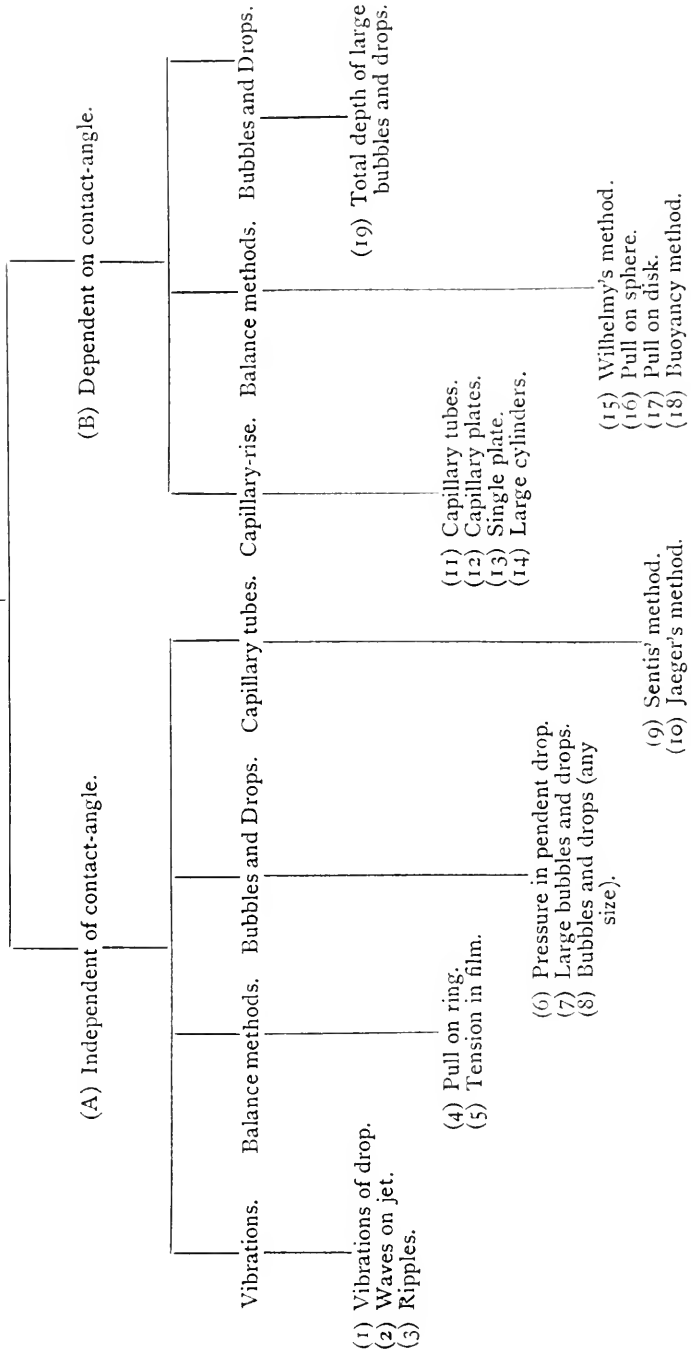 (A) Independent of contact-angle.
(B) Dependent on contact-angle.
Vibrations.
Balance methods.
Bubbles and Drops.
Capillary tubes.
Capillary-rise.
Balance methods.
Bubbles and Drops.
(1) Vibrations of drop.
(2) Waves on jet.
(3) Ripples.
(4) Pull on ring.
(5) Tension in film.
(6) Pressure in pendent drop.
(7) Large bubbles and drops.
(8) Bubbles and drops (any
size).
(9) Sentis' method.
(10) Jaeger's method.
(11) Capillary tubes.
(12) Capillary plates.
(13) Single plate.
(14) Large cylinders.
(15) Wilhelmy's method.
(16) Pull on sphere.
(17) Pull on disk.
(18) Buoyancy method.
(19) Total depth of large
bubbles and drops.